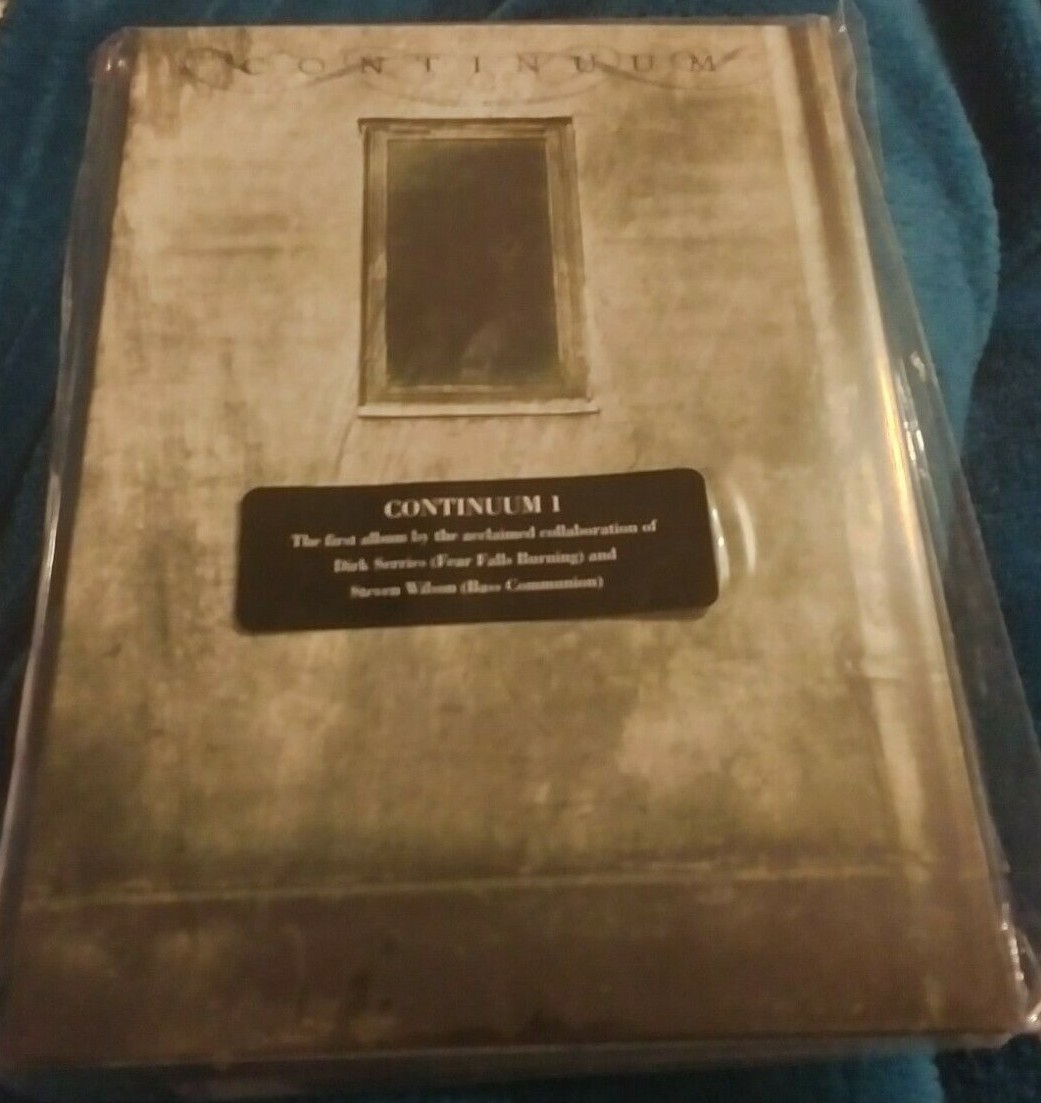 CONTINUUM
CONTINUUM 1
The first album by the acclaimed collaboration of
Dirk Serries (Fear Falls Burning) and
Steven Wilson (Bass Communion)